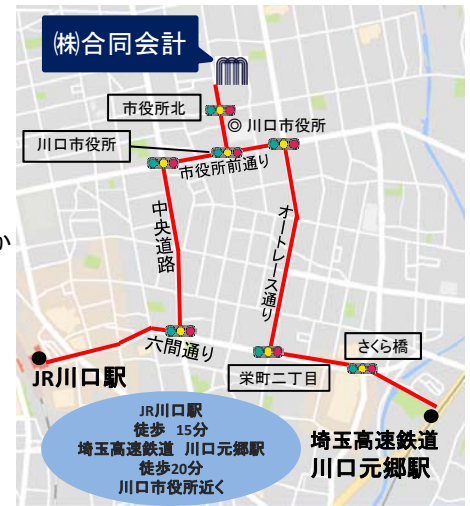 ㈱合同会計
市役所北
◎ 川口市役所
川口市役所
市役所前通り
中央道路
オートレース通り
か
六間通り
さくら橋
栄町二丁目
JR川口駅
埼玉高速鉄道
川口元郷駅
JR川口駅
徒歩 15分
埼玉高速鉄道 川口元郷駅
徒歩20分
川口市役所近く